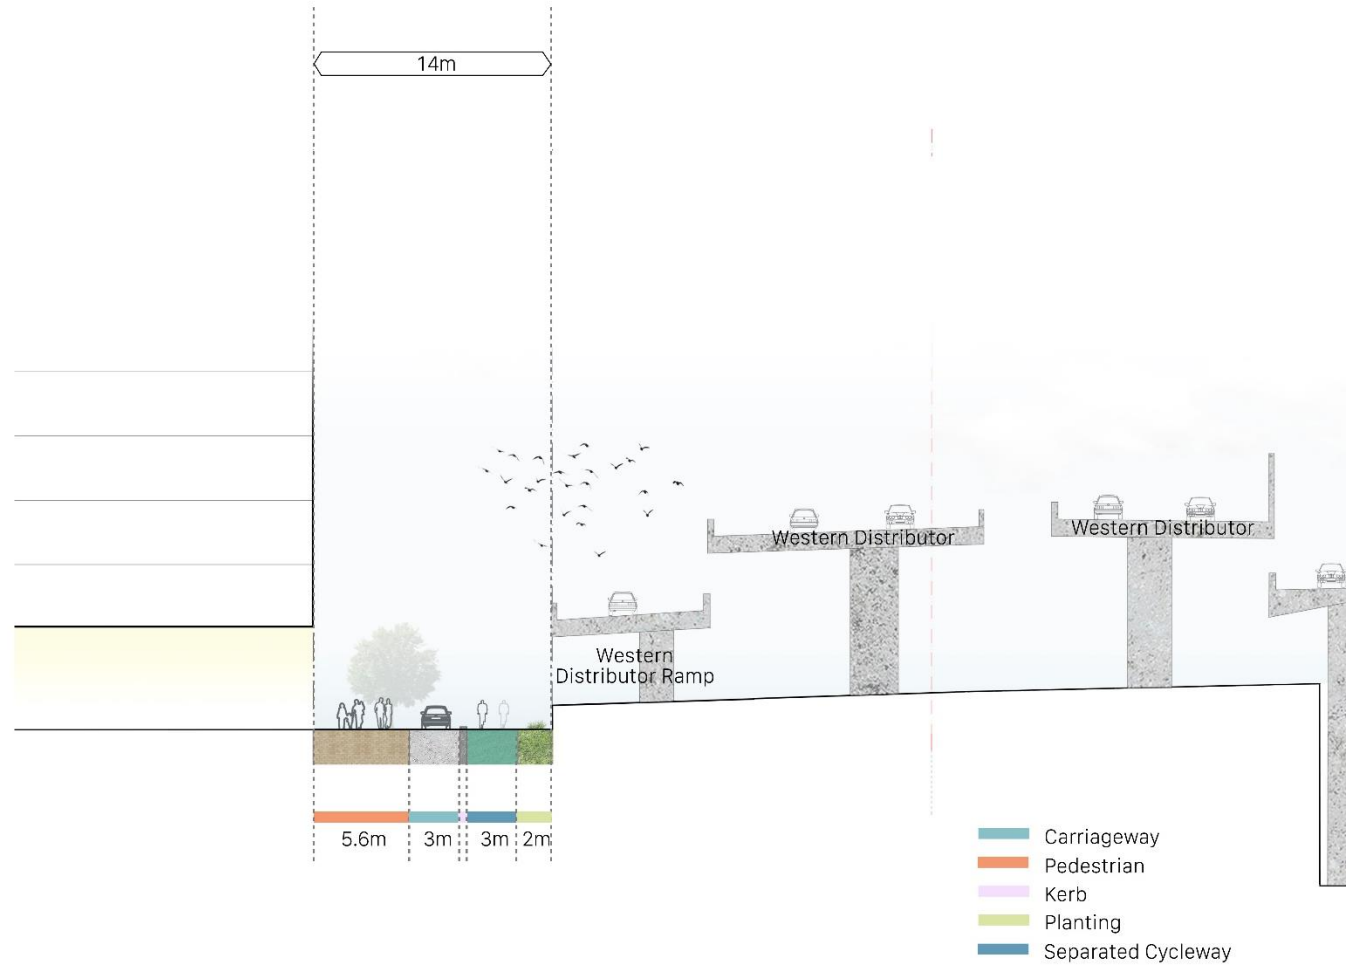 14m
Western Distributor
Western Distributor
Western
Distributor Ramp
5.6m
3m
3m
2m
Carriageway
Pedestrian
Kerb
Planting
Separated Cycleway